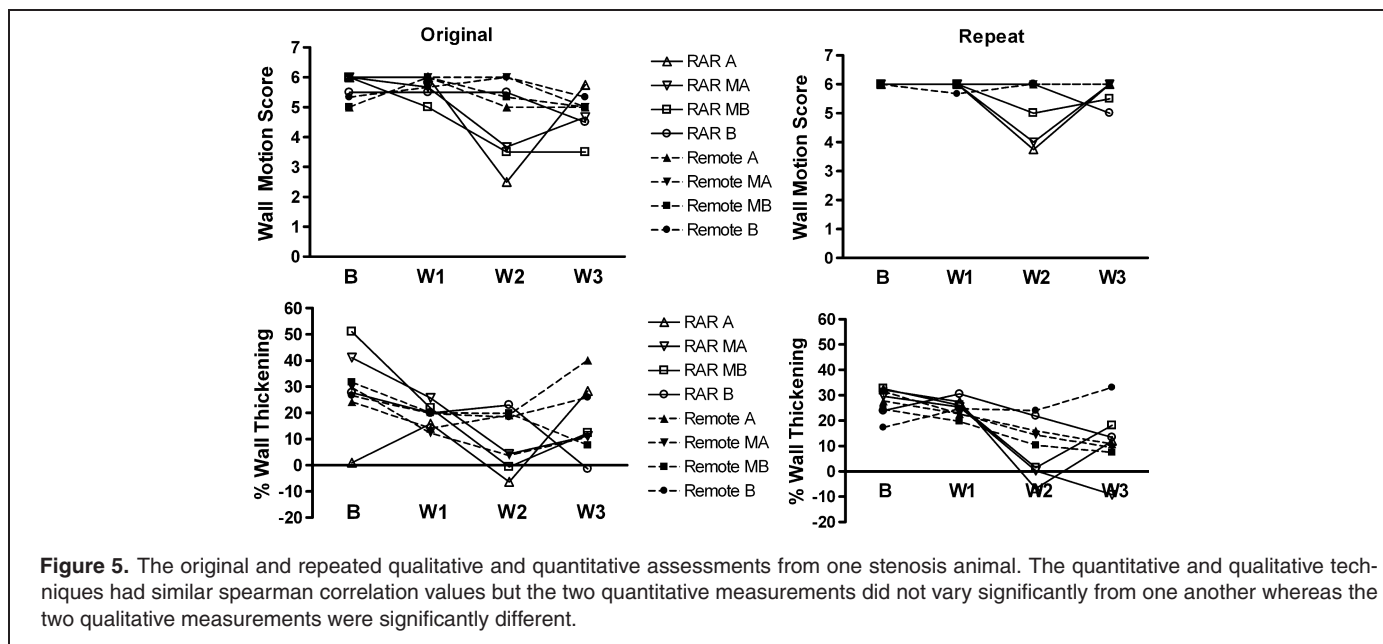 Original
Wall Motion Score
7
6
5
4
3
2
1
0
B W1 W2 W3
RAR A
RAR MA
RAR MB
RAR B
Remote A
Remote MA
Remote MB
Remote B
Repeat
Wall Motion Score
7
6
5
4
3
2
1
0
B W1 W2 W3
% Wall Thickening
60
50
40
30
20
10
0
-10
-20
B W1 W2 W3
RAR A
RAR MA
RAR MB
RAR B
Remote A
Remote MA
Remote MB
Remote B
% Wall Thickening
60
50
40
30
20
10
0
-10
-20
B W1 W2 W3
Figure 5. The original and repeated qualitative and quantitative assessments from one stenosis animal. The quantitative and qualitative tech-
niques had similar spearman correlation values but the two quantitative measurements did not vary significantly from one another whereas the
two qualitative measurements were significantly different.